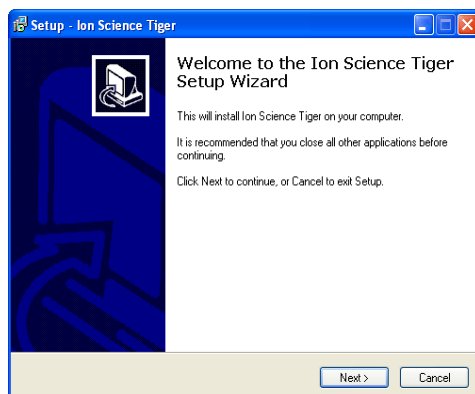 Setup - Ion Science Tiger
Welcome to the Ion Science Tiger
Setup Wizard
This will install Ion Science Tiger on your computer.
It is recommended that you close all other applications before
continuing.
Click Next to continue, or Cancel to exit Setup.
Next >
Cancel